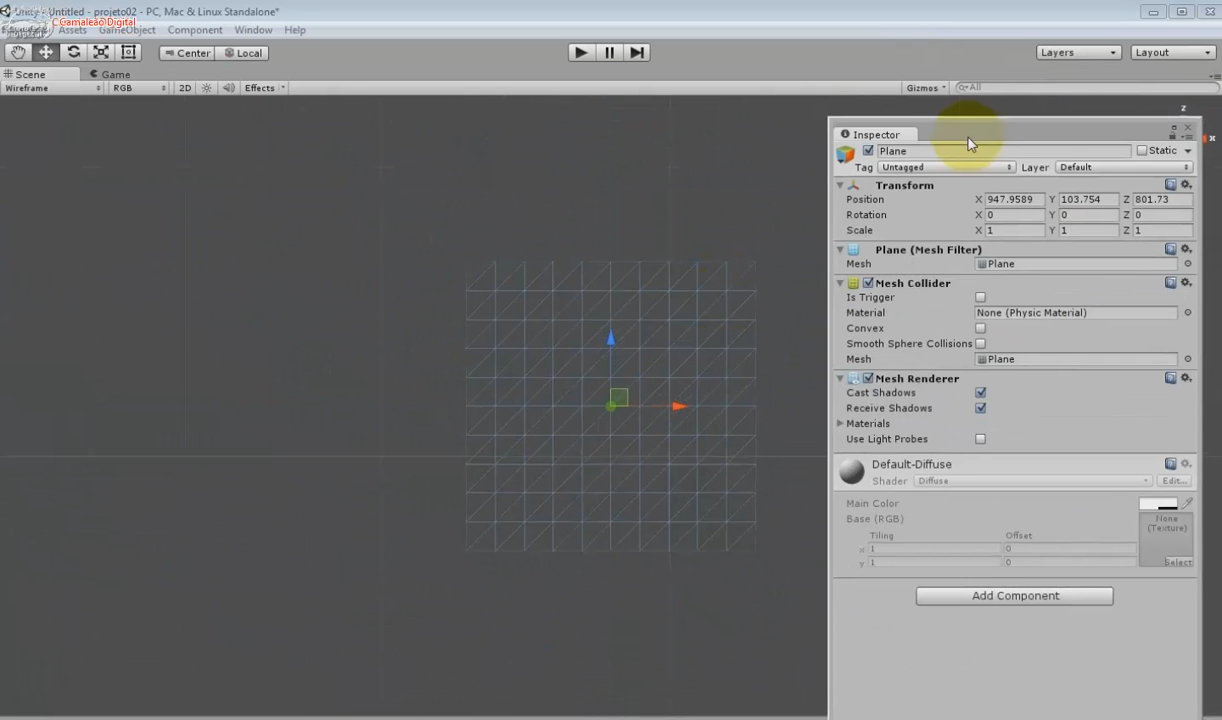 Unity - Untitled - projeto02 - PC, Mac & Linux Standalone*
Camaleão Digital
Assets GameObject Component Window Help
Center Local Layers Layout
Scene Game
Wireframe RGB 2D Effects Gizmos All
z
x
Inspector
Plane Static
Tag Untagged Layer Default
Transform
Position X 947.9589 Y 103.754 Z 801.73
Rotation X 0 Y 0 Z 0
Scale X 1 Y 1 Z 1
Plane (Mesh Filter)
Mesh Plane
Mesh Collider
Is Trigger
Material None (Physic Material)
Convex
Smooth Sphere Collisions
Mesh Plane
Mesh Renderer
Cast Shadows
Receive Shadows
Materials
Use Light Probes
Default-Diffuse
Shader Diffuse Edit...
Main Color
Base (RGB) None
(Texture)
Tiling Offset
x 1 0
y 1 0 Select
Add Component